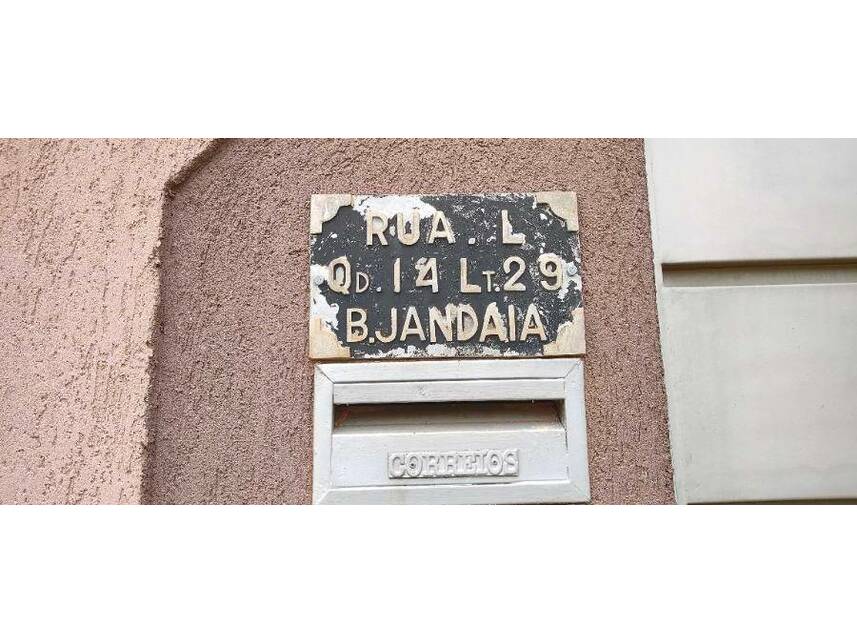 RUA. L
QD.14 LT.29
B.JANDAIA
CORREIOS